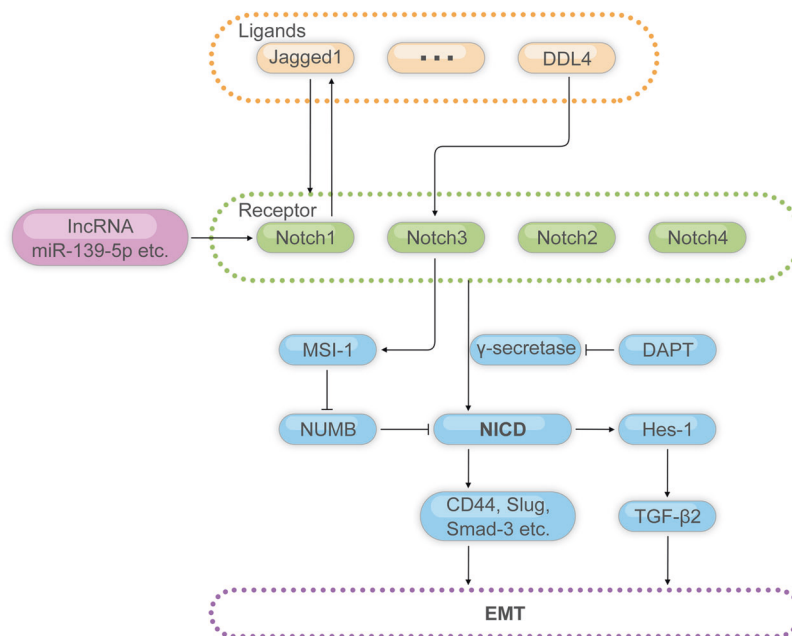 Ligands
Jagged1
...
DDL4
Receptor
lncRNA
miR-139-5p etc.
Notch1
Notch3
Notch2
Notch4
MSI-1
γ-secretase
DAPT
NUMB
NICD
Hes-1
CD44, Slug,
Smad-3 etc.
TGF-β2
EMT